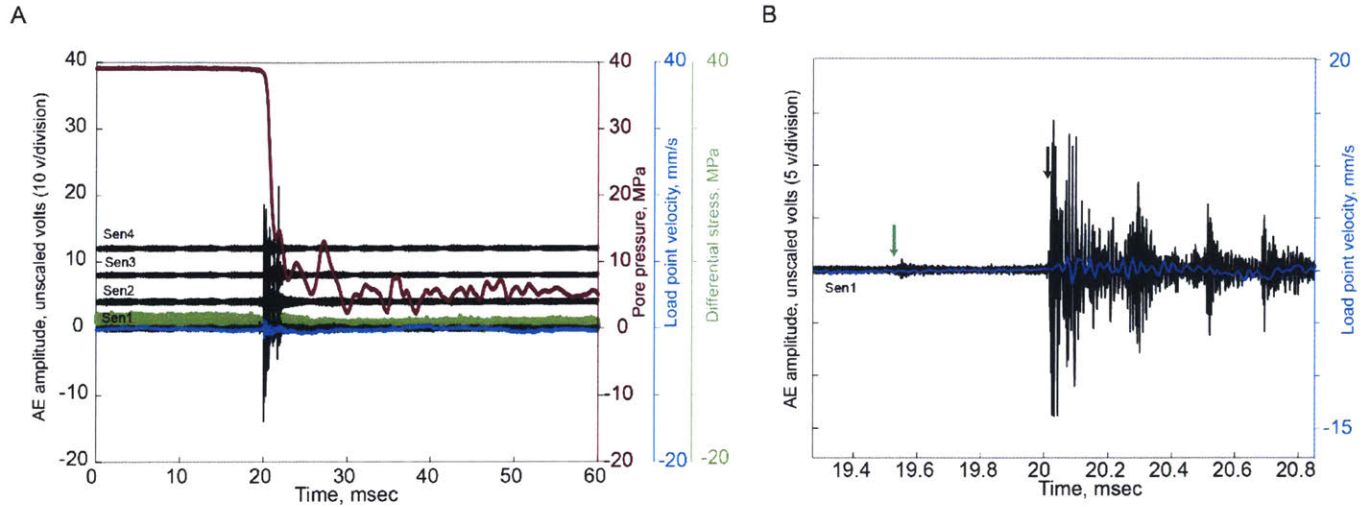 A
AE amplitude, unscaled volts (10 v/division)
40
30
20
10
0
-10
-20
Sen4
Sen3
Sen2
Sen1
0
10
20
30
40
50
60
Time, msec
40
30
20
10
0
-10
-20
Pore pressure, MPa
40
-20
Load point velocity, mm/s
40
-20
Differential stress, MPa
B
AE amplitude, unscaled volts (5 v/division)
Sen1
19.4
19.6
19.8
20
20.2
20.4
20.6
20.8
Time, msec
20
-15
Load point velocity, mm/s